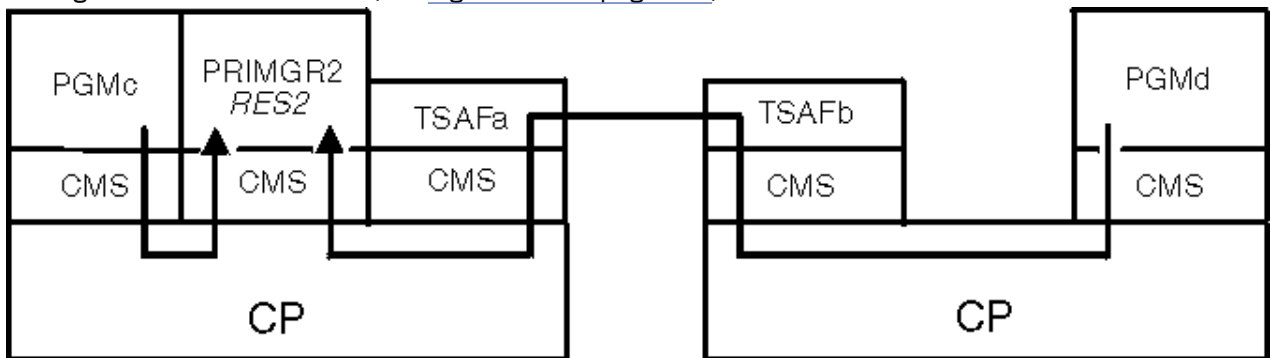 PGMc
PRIMGR2
RES2
TSAFa
TSAFb
PGMd
CMS
CMS
CMS
CMS
CMS
CP
CP